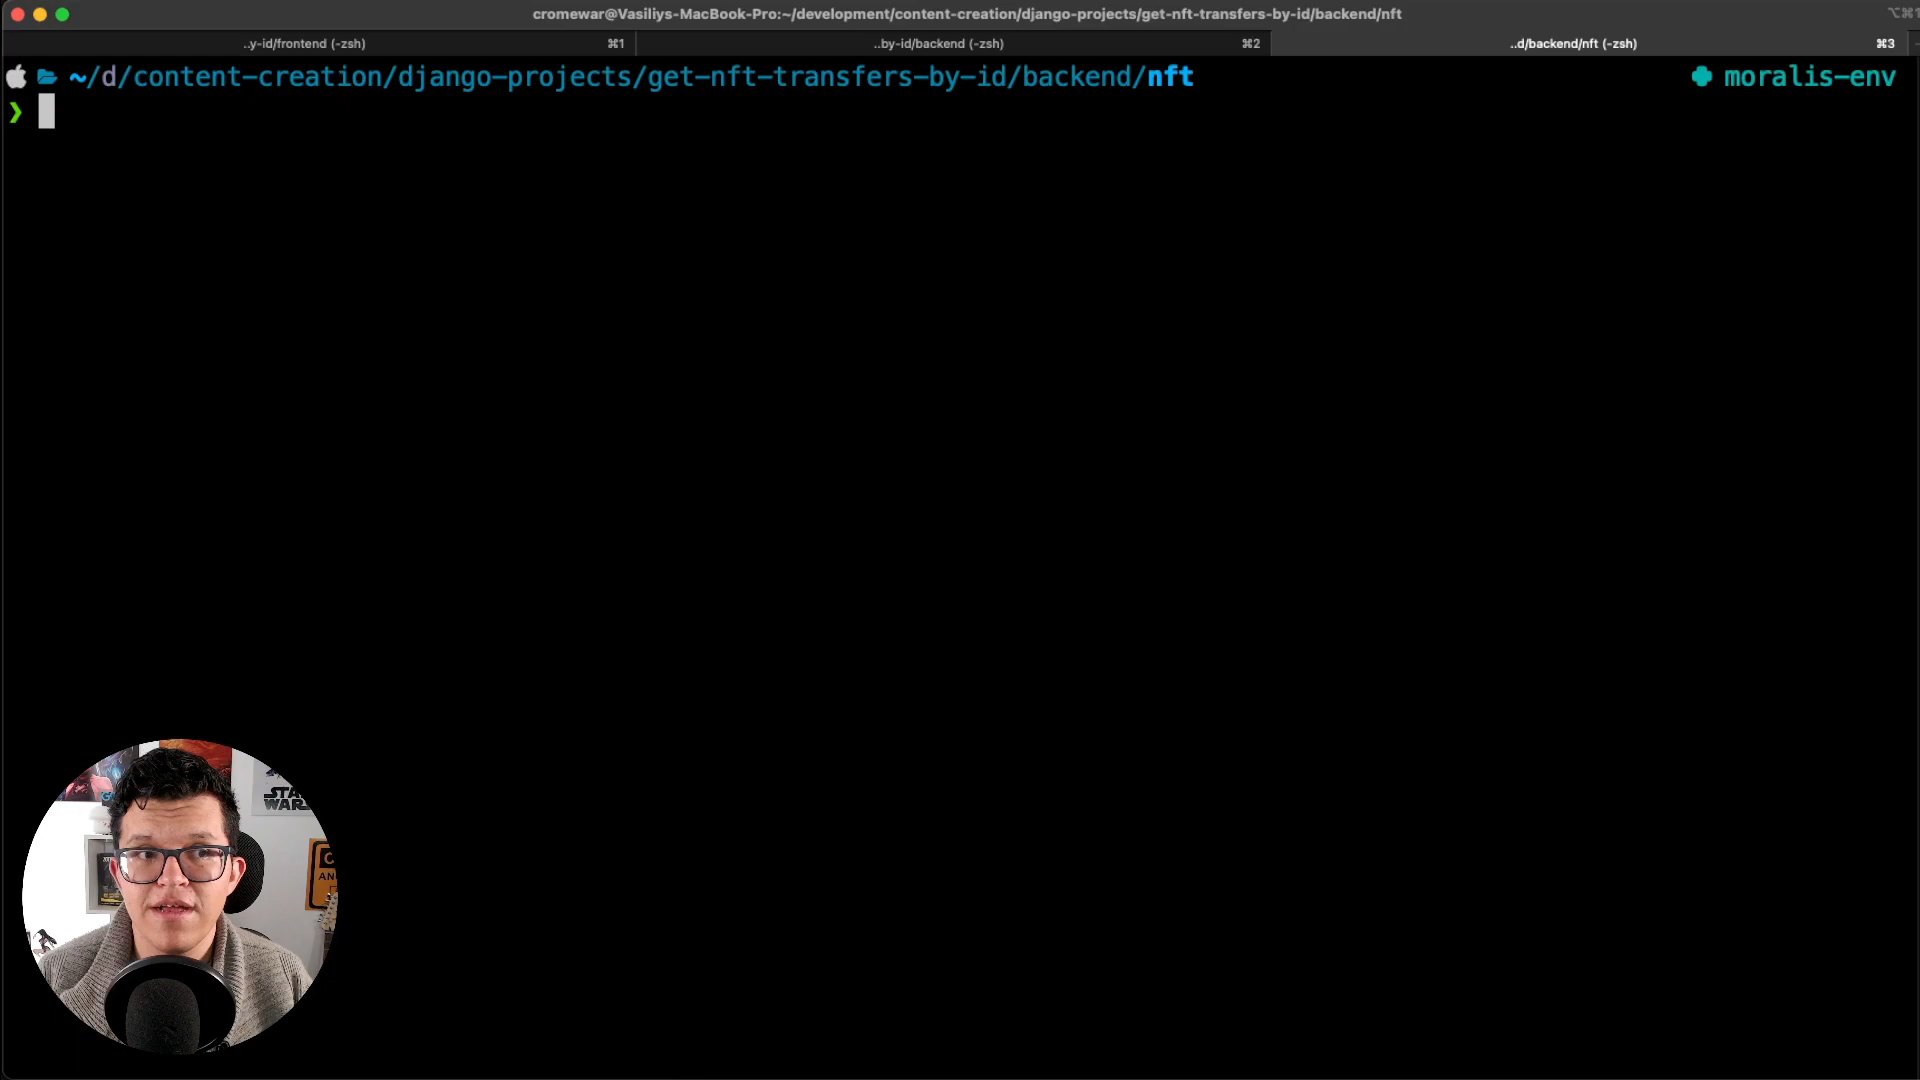 cromewar@Vasiliys-MacBook-Pro:~/development/content-creation/django-projects/get-nft-transfers-by-id/backend/nft
..y-id/frontend (-zsh) ⌘1 ..by-id/backend (-zsh) ⌘2 ..d/backend/nft (-zsh) ⌘3
~/d/content-creation/django-projects/get-nft-transfers-by-id/backend/nft moralis-env
❯
STAR
WARS